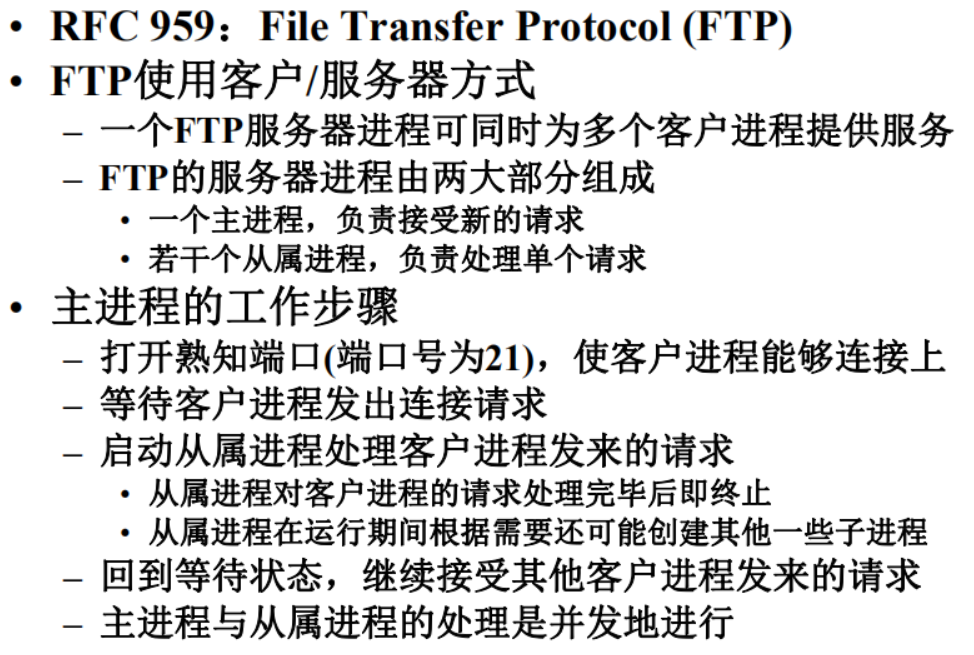 • RFC 959：File Transfer Protocol (FTP)
• FTP使用客户/服务器方式
– 一个FTP服务器进程可同时为多个客户进程提供服务
– FTP的服务器进程由两大部分组成
• 一个主进程，负责接受新的请求
• 若干个从属进程，负责处理单个请求
• 主进程的工作步骤
– 打开熟知端口(端口号为21)，使客户进程能够连接上
– 等待客户进程发出连接请求
– 启动从属进程处理客户进程发来的请求
• 从属进程对客户进程的请求处理完毕后即终止
• 从属进程在运行期间根据需要还可能创建其他一些子进程
– 回到等待状态，继续接受其他客户进程发来的请求
– 主进程与从属进程的处理是并发地进行